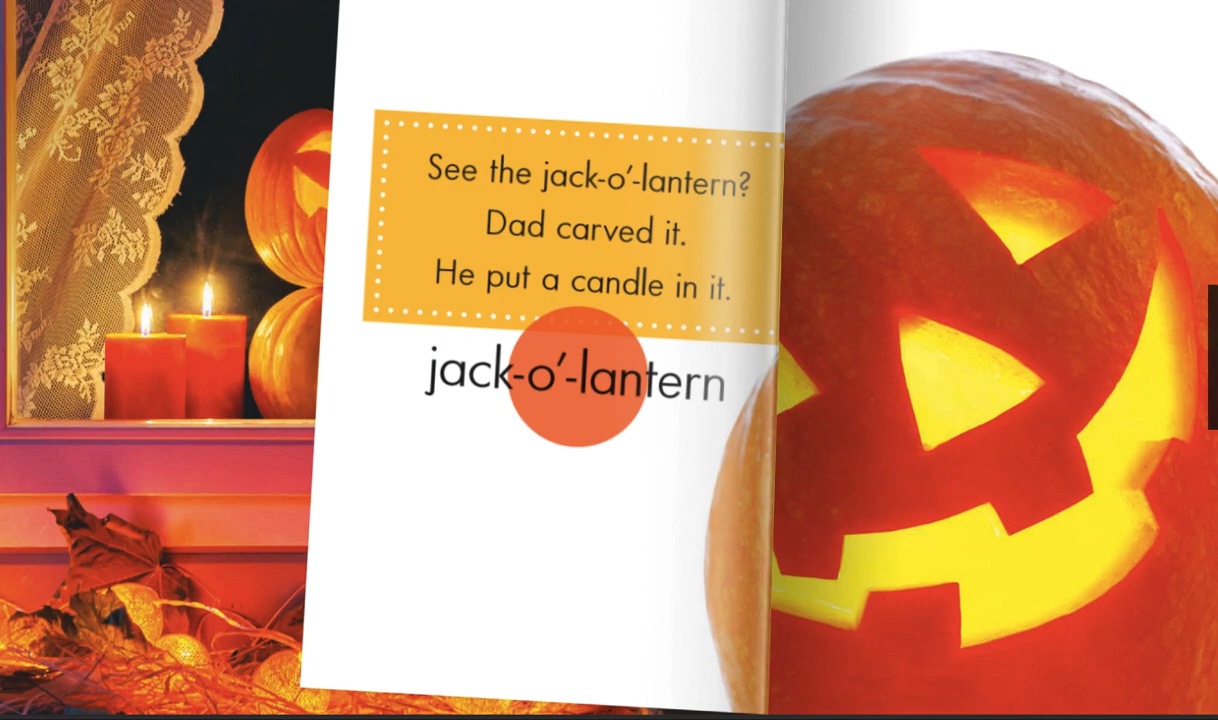 See the jack-o’-lantern?
Dad carved it.
He put a candle in it.
jack-o’-lantern